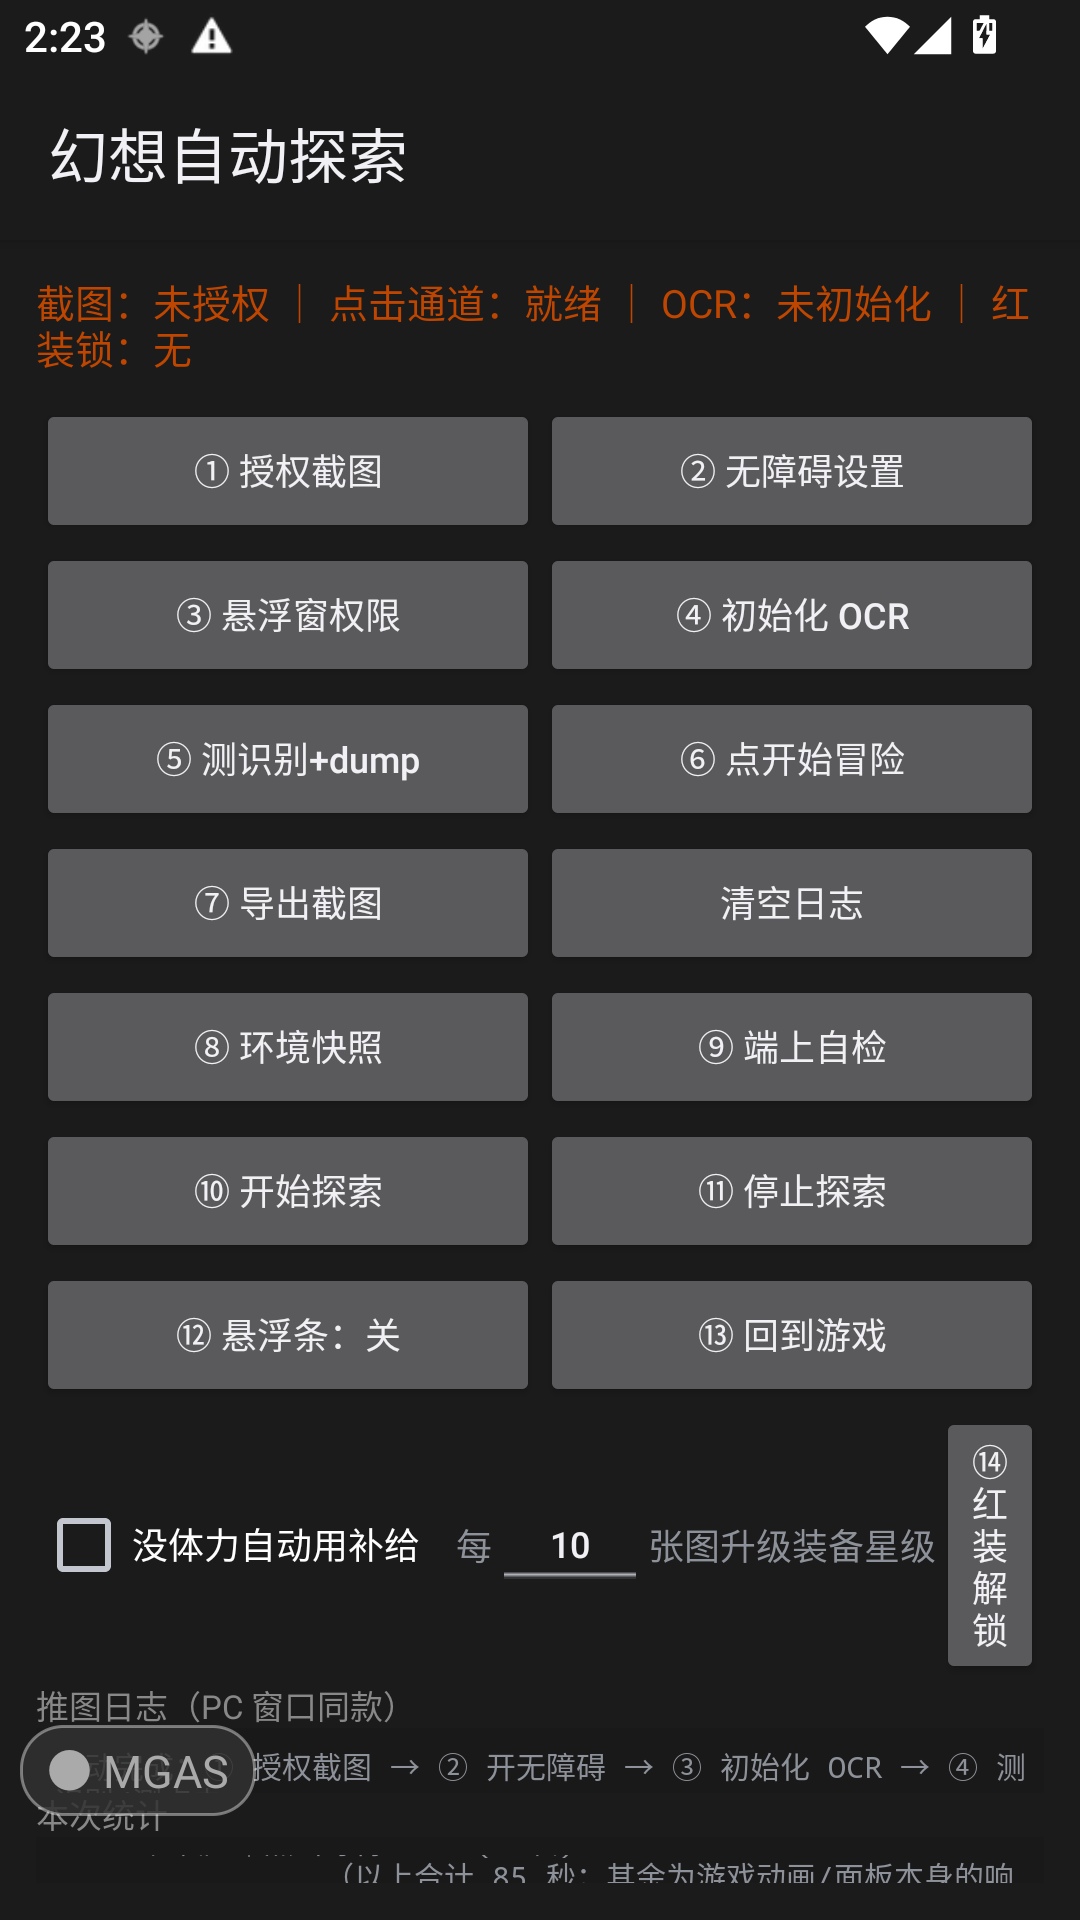 2:23
幻想自动探索
截图：未授权 ｜ 点击通道：就绪 ｜ OCR：未初始化 ｜ 红
装锁：无
① 授权截图
② 无障碍设置
③ 悬浮窗权限
④ 初始化 OCR
⑤ 测识别+dump
⑥ 点开始冒险
⑦ 导出截图
清空日志
⑧ 环境快照
⑨ 端上自检
⑩ 开始探索
⑪ 停止探索
⑫ 悬浮条：关
⑬ 回到游戏
没体力自动用补给 每 10 张图升级装备星级
⑭
红
装
解
锁
推图日志（PC 窗口同款）
MGAS
授权截图 → ② 开无障碍 → ③ 初始化 OCR → ④ 测
本次统计
（以上合计 85 秒；其余为游戏动画/面板本身的响